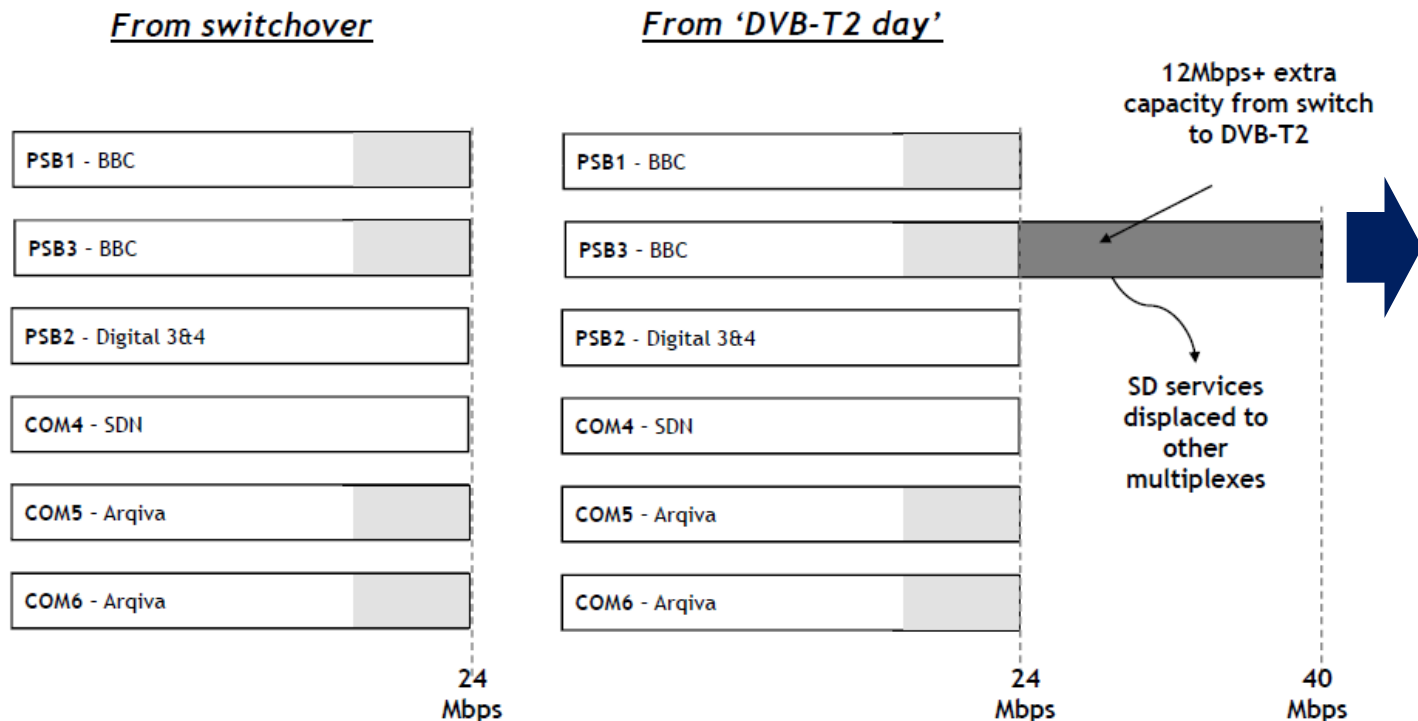 From switchover
From 'DVB-T2 day'
12Mbps+ extra
capacity from switch
to DVB-T2
PSB1 - BBC
PSB3 - BBC
PSB2 - Digital 3&4
COM4 - SDN
COM5 - Arqiva
COM6 - Arqiva
24
Mbps
PSB1 - BBC
PSB3 - BBC
PSB2 - Digital 3&4
COM4 - SDN
COM5 - Arqiva
COM6 - Arqiva
SD services
displaced to
other
multiplexes
24
Mbps
40
Mbps